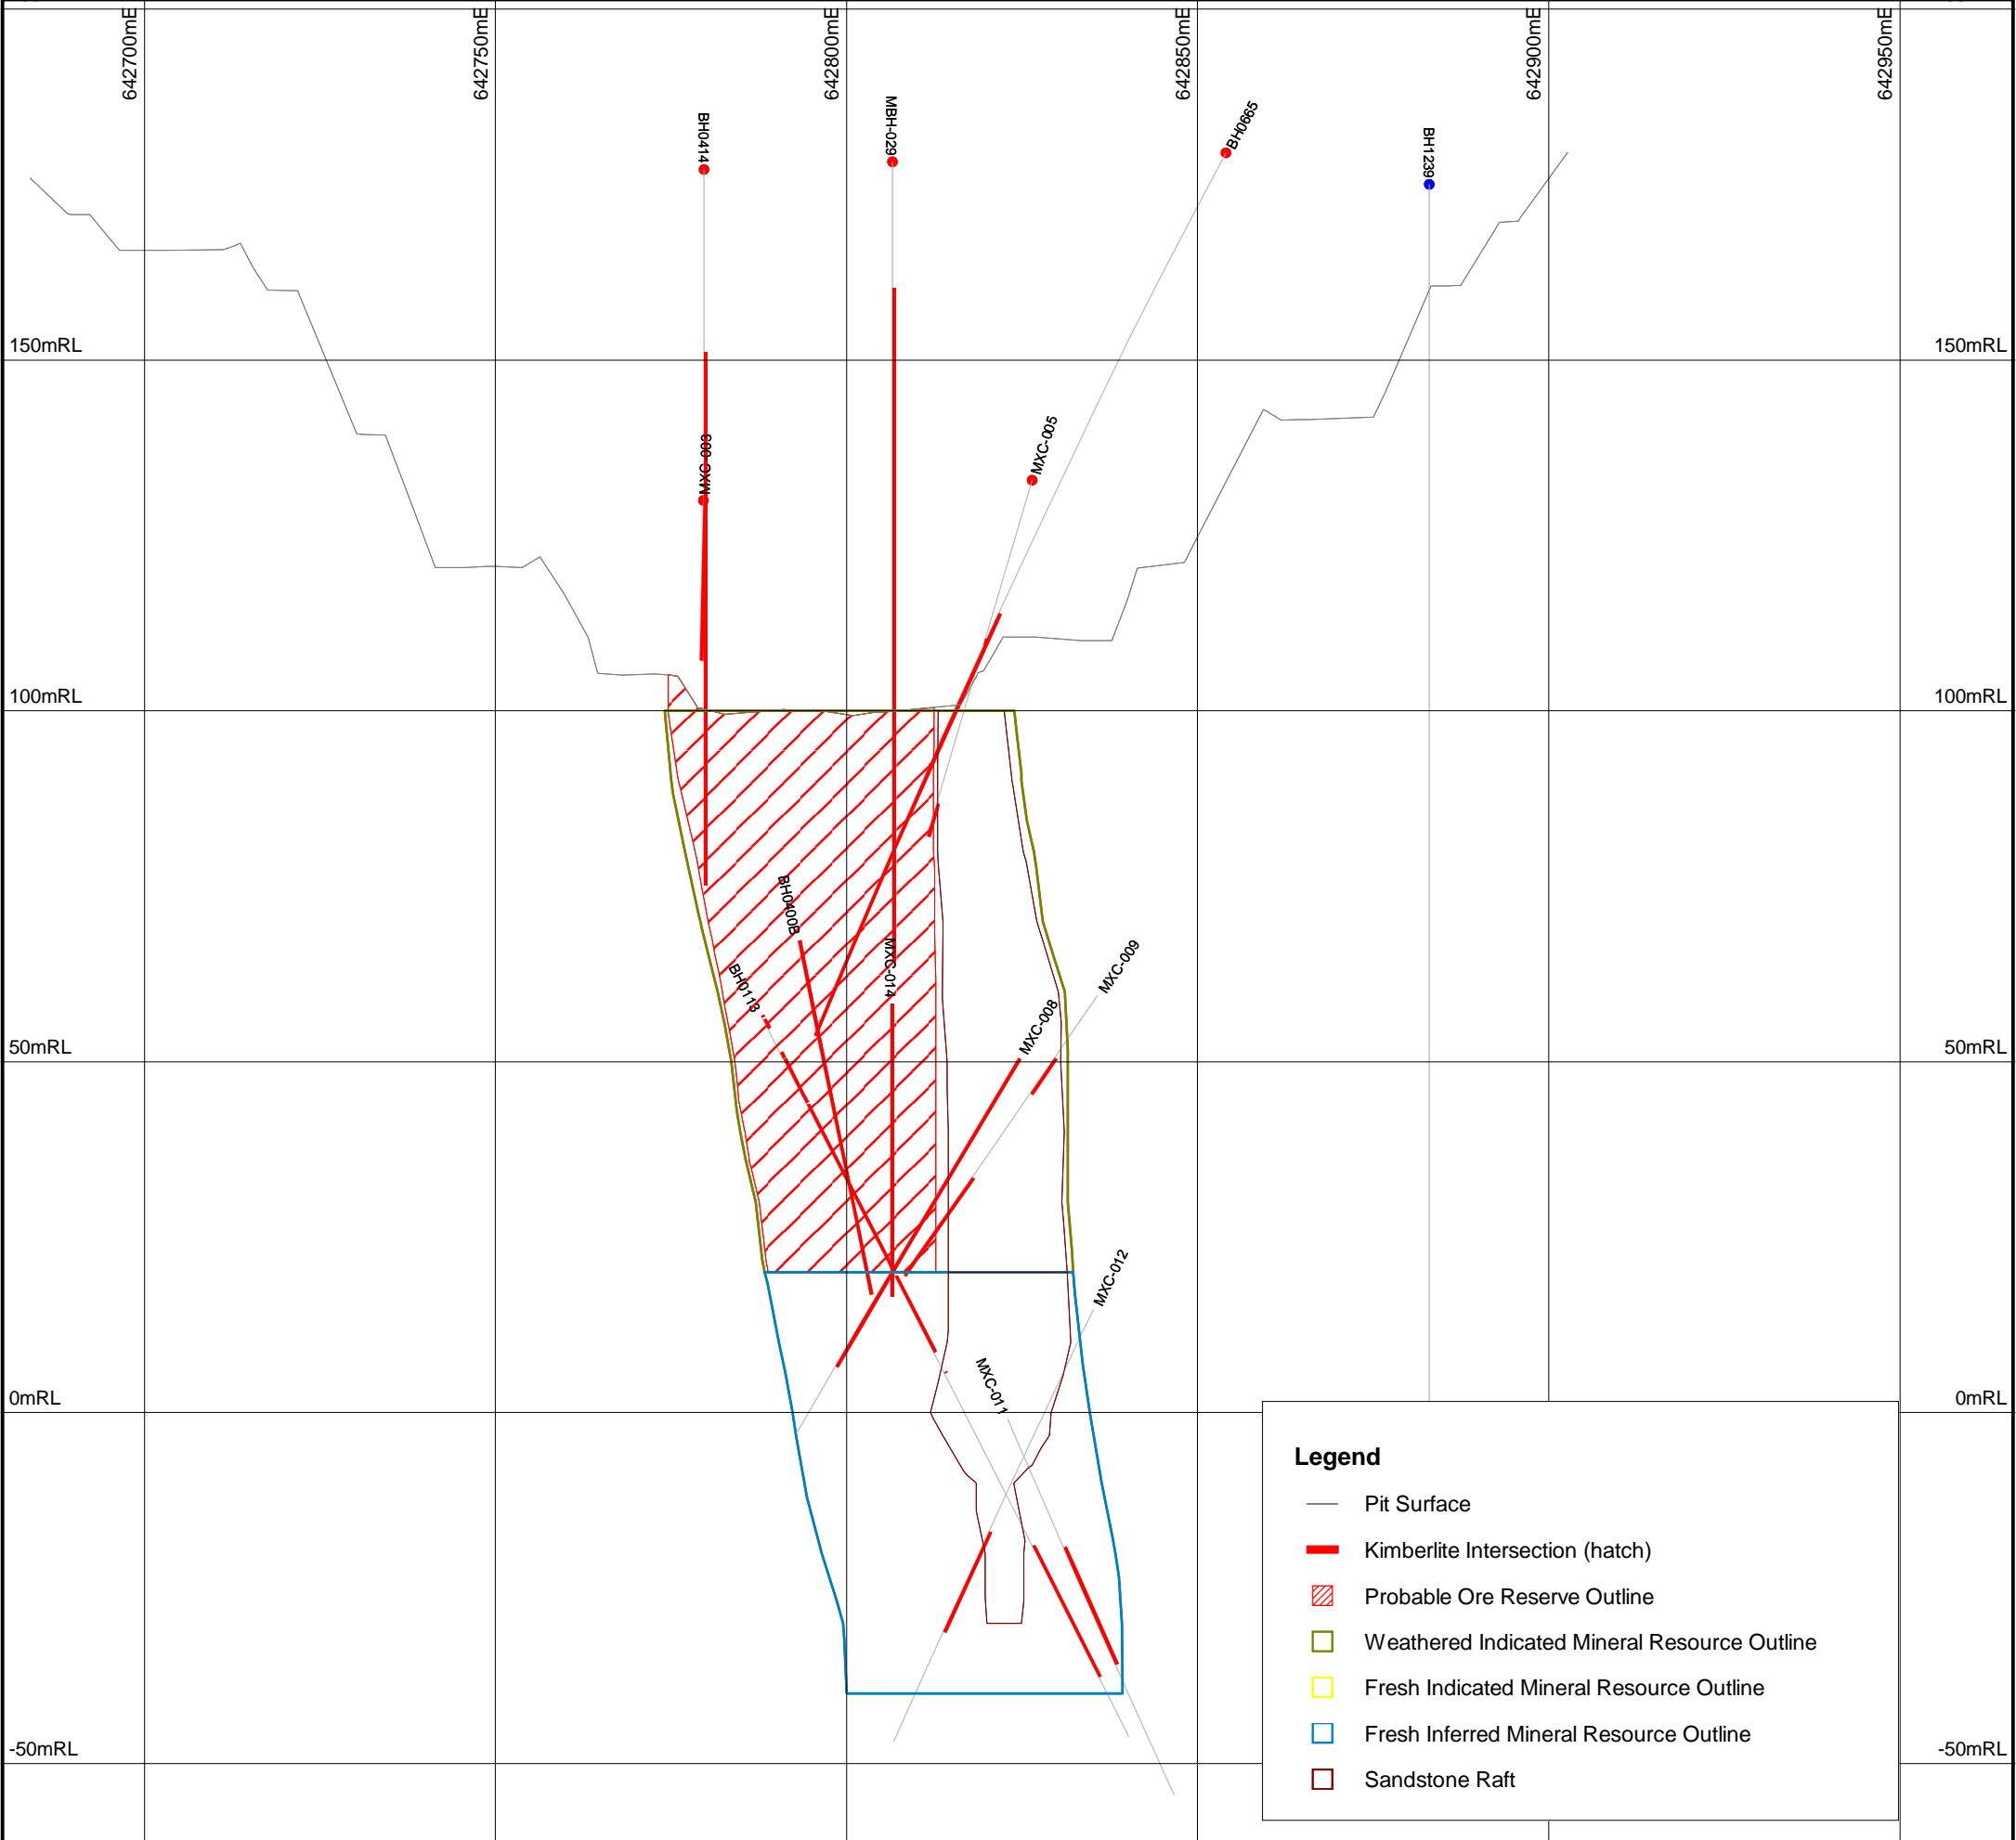 642700mE
642750mE
642800mE
642850mE
642900mE
642950mE
BH0414
MBH-029
BH0665
BH1239
150mRL
150mRL
MXC-005
MXC-003
100mRL
100mRL
BH0400B
MXC-014
MXC-009
BH0113
MXC-008
50mRL
50mRL
MXC-012
MXC-011
0mRL
0mRL
Legend
Pit Surface
Kimberlite Intersection (hatch)
Probable Ore Reserve Outline
Weathered Indicated Mineral Resource Outline
Fresh Indicated Mineral Resource Outline
Fresh Inferred Mineral Resource Outline
Sandstone Raft
-50mRL
-50mRL